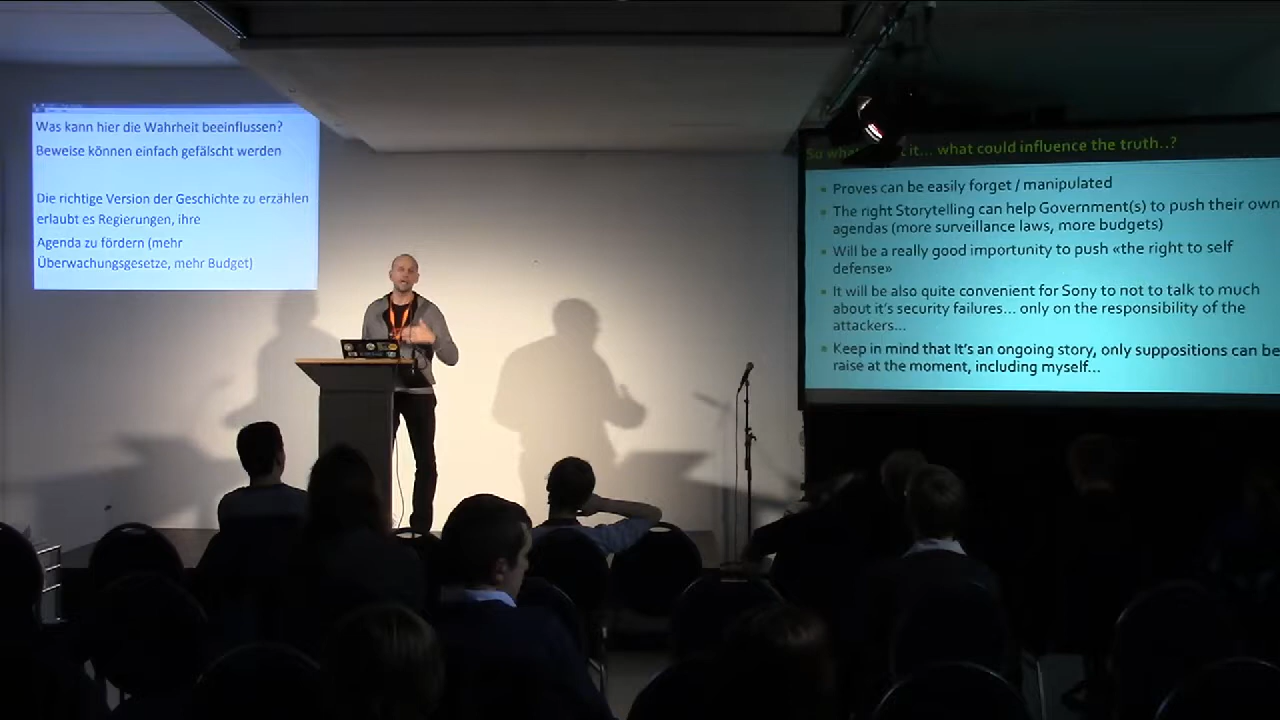 Was kann hier die Wahrheit beeinflussen?
Beweise können einfach gefälscht werden
Die richtige Version der Geschichte zu erzählen
erlaubt es Regierungen, ihre
Agenda zu fördern (mehr
Überwachungsgesetze, mehr Budget)
So it... what could influence the truth..?
Proves can be easily forget / manipulated
The right Storytelling can help Government(s) to push their own
agendas (more surveillance laws, more budgets)
Will be a really good importunity to push «the right to self
defense»
It will be also quite convenient for Sony to not to talk to much
about it's security failures... only on the responsibility of the
attackers...
Keep in mind that It's an ongoing story, only suppositions can be
raise at the moment, including myself...